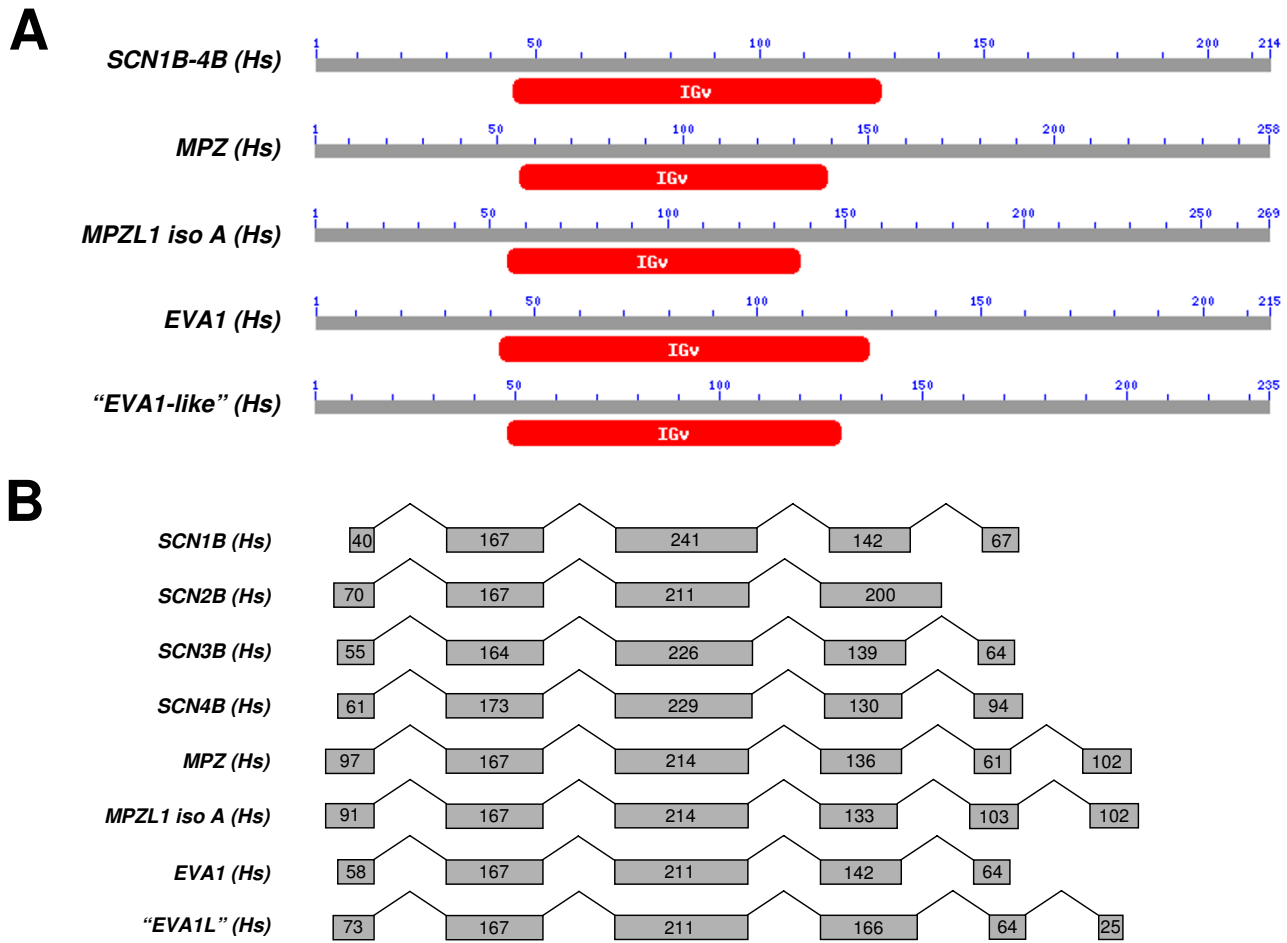 A
SCN1B-4B (Hs)
1 50 100 150 200 214
IGv
MPZ (Hs)
1 50 100 150 200 258
IGv
MPZL1 iso A (Hs)
1 50 100 150 200 250 269
IGv
EVA1 (Hs)
1 50 100 150 200 215
IGv
“EVA1-like” (Hs)
1 50 100 150 200 235
IGv
B
SCN1B (Hs) 40 167 241 142 67
SCN2B (Hs) 70 167 211 200
SCN3B (Hs) 55 164 226 139 64
SCN4B (Hs) 61 173 229 130 94
MPZ (Hs) 97 167 214 136 61 102
MPZL1 iso A (Hs) 91 167 214 133 103 102
EVA1 (Hs) 58 167 211 142 64
“EVA1L” (Hs) 73 167 211 166 64 25